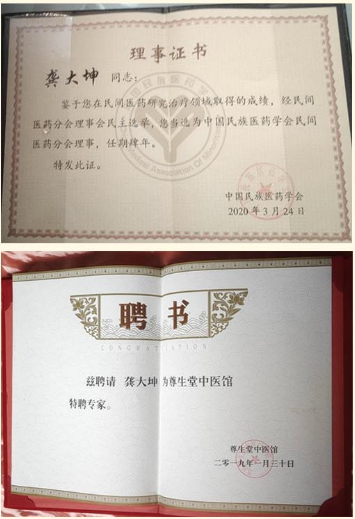 理事证书
龚大坤 同志：
鉴于您在民间医药研究治疗领域取得的成绩，经民间
医药分会理事会民主选举，您当选为中国民族医药学会民间
医药分会理事，任期肆年。
特发此证。
中国民族医药学会
2020年3月24日
聘书
CONGRATULATION
兹聘请 龚大坤 为尊生堂中医馆
特聘专家。
尊生堂中医馆
二零一九年一月三十日